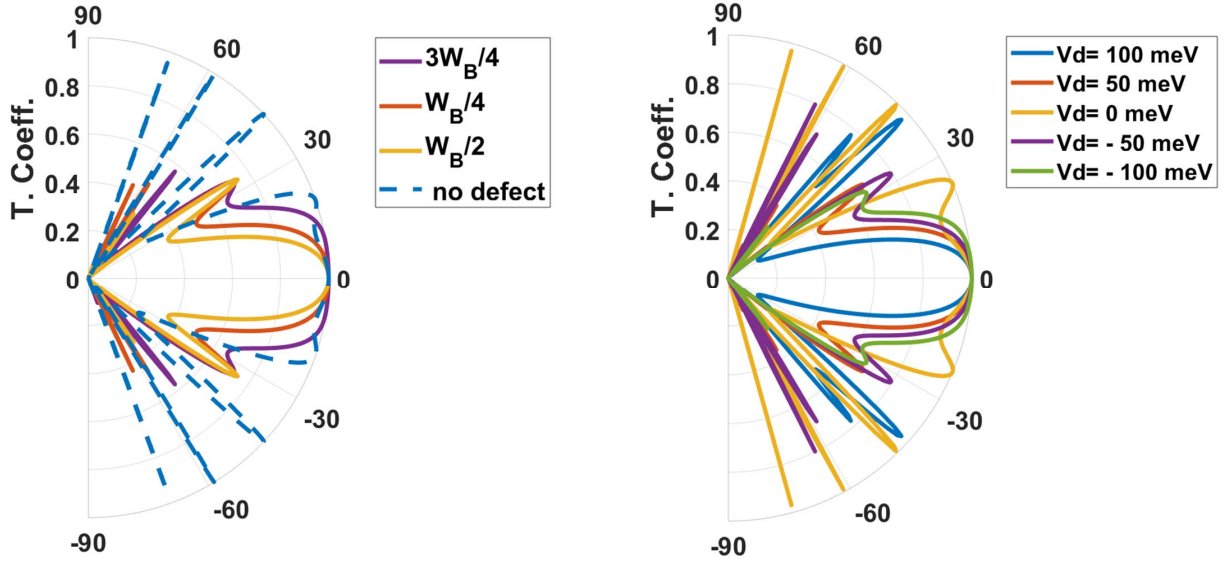 90
1
60
0.8
0.6
30
T. Coeff.
0.4
0.2
0
0
-30
-60
-90
3W_B/4
W_B/4
W_B/2
no defect
90
1
60
0.8
0.6
30
T. Coeff.
0.4
0.2
0
0
-30
-60
-90
Vd= 100 meV
Vd= 50 meV
Vd= 0 meV
Vd= - 50 meV
Vd= - 100 meV